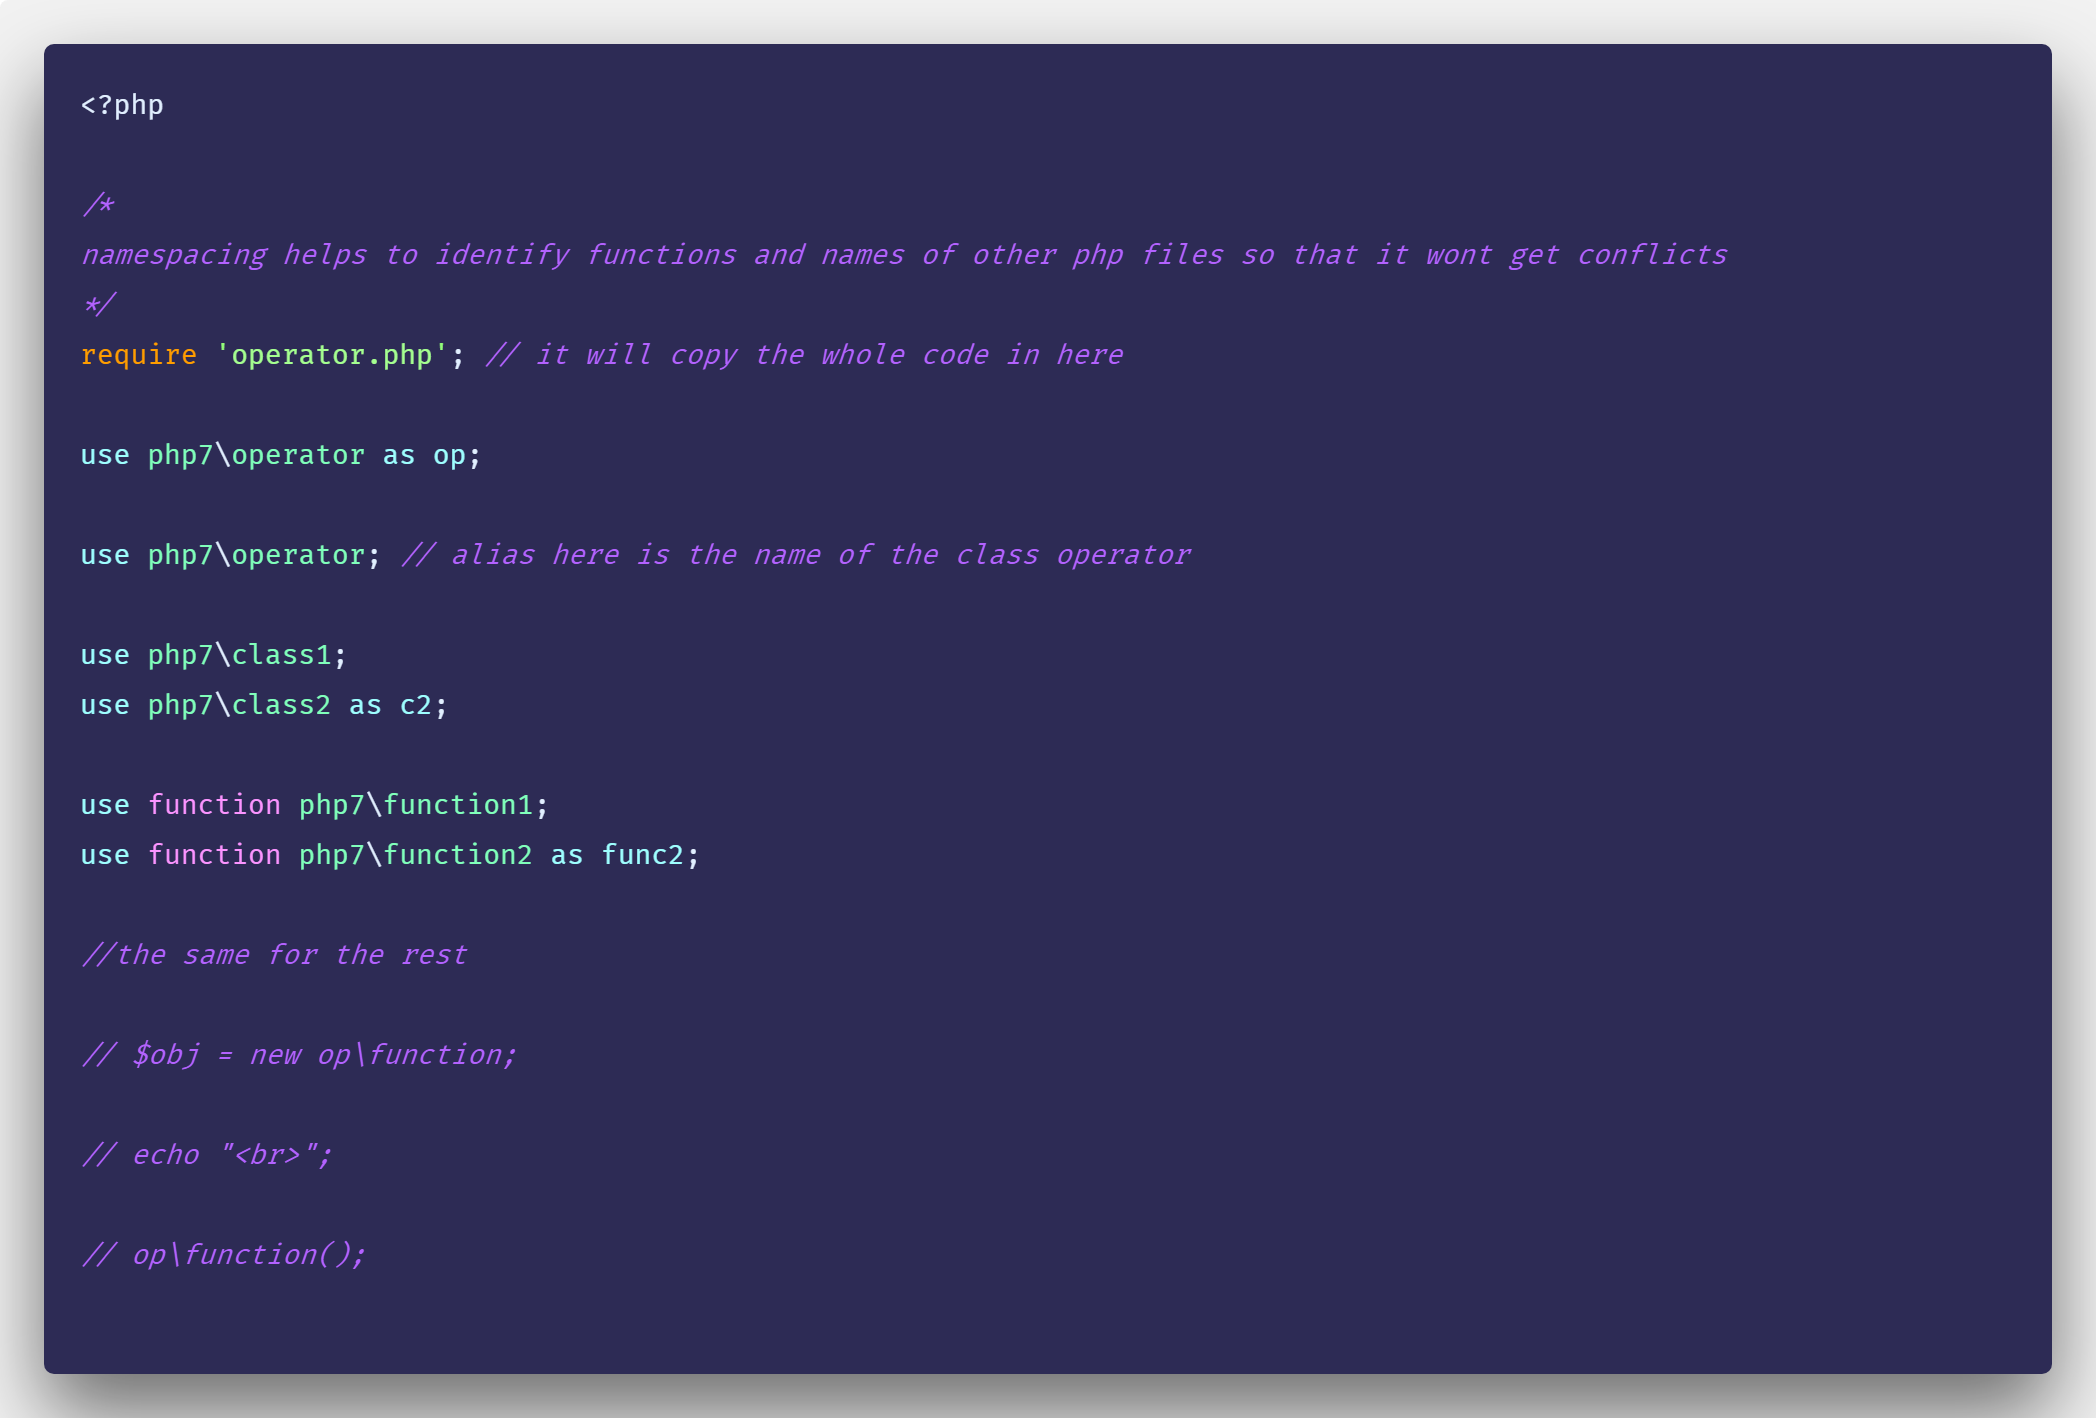 <?php
/*
namespacing helps to identify functions and names of other php files so that it wont get conflicts
*/
require 'operator.php'; // it will copy the whole code in here
use php7\operator as op;
use php7\operator; // alias here is the name of the class operator
use php7\class1;
use php7\class2 as c2;
use function php7\function1;
use function php7\function2 as func2;
//the same for the rest
// $obj = new op\function;
// echo "<br>";
// op\function();